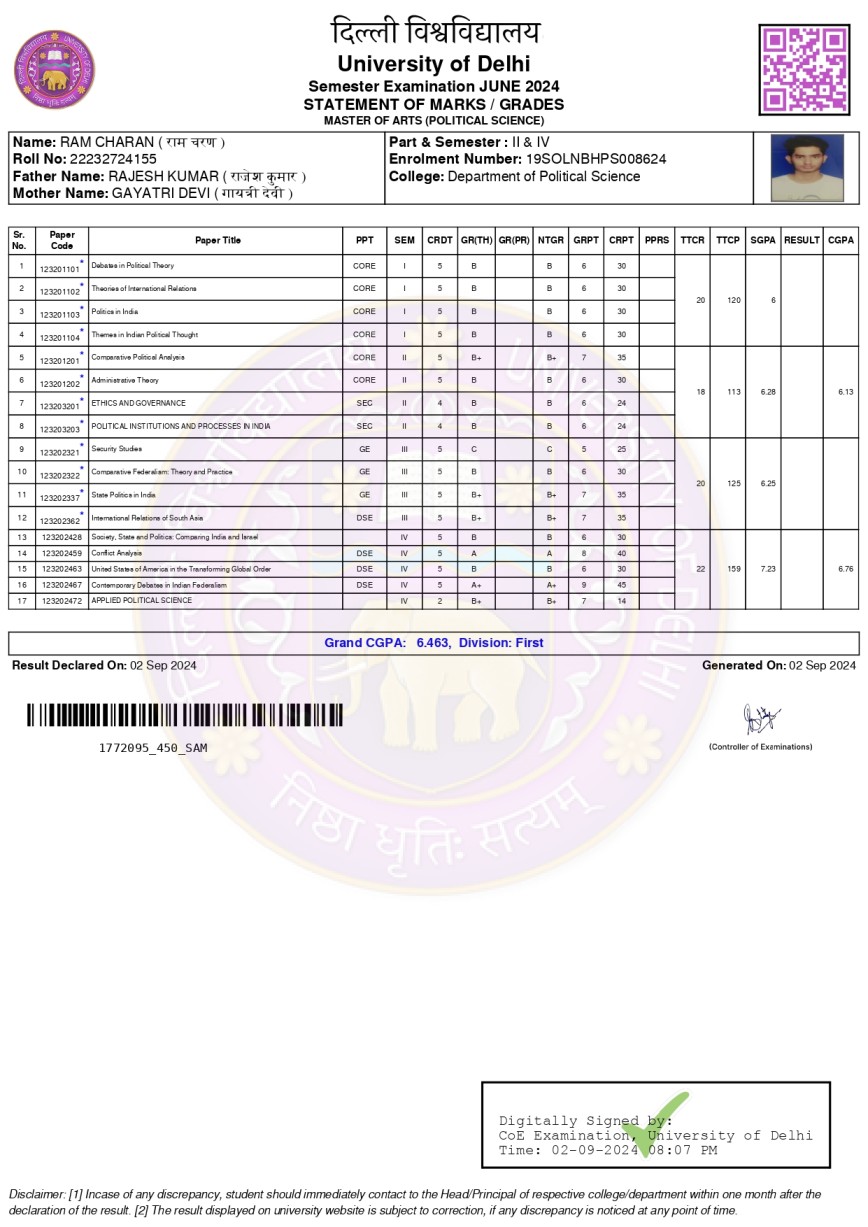 दिल्ली विश्वविद्यालय
University of Delhi
Semester Examination JUNE 2024
STATEMENT OF MARKS / GRADES
MASTER OF ARTS (POLITICAL SCIENCE)
Name: RAM CHARAN ( राम चरण )
Roll No: 22232724155
Father Name: RAJESH KUMAR ( राजेश कुमार )
Mother Name: GAYATRI DEVI ( गायत्री देवी )
Part & Semester : II & IV
Enrolment Number: 19SOLNBHPS008624
College: Department of Political Science
Sr. No. Paper Code Paper Title PPT SEM CRDT GR(TH) GR(PR) NTGR GRPT CRPT PPRS TTCR TTCP SGPA RESULT CGPA
1 123201101* Debates in Political Theory CORE I 5 B B 6 30
2 123201102* Theories of International Relations CORE I 5 B B 6 30
3 123201103* Politics in India CORE I 5 B B 6 30
4 123201104* Themes in Indian Political Thought CORE I 5 B B 6 30
20 120 6
5 123201201* Comparative Political Analysis CORE II 5 B+ B+ 7 35
6 123201202* Administrative Theory CORE II 5 B B 6 30
7 123203201* ETHICS AND GOVERNANCE SEC II 4 B B 6 24
8 123203203* POLITICAL INSTITUTIONS AND PROCESSES IN INDIA SEC II 4 B B 6 24
18 113 6.28 6.13
9 123202321* Security Studies GE III 5 C C 5 25
10 123202322* Comparative Federalism: Theory and Practice GE III 5 B B 6 30
11 123202337* State Politics in India GE III 5 B+ B+ 7 35
12 123202362* International Relations of South Asia DSE III 5 B+ B+ 7 35
20 125 6.25
13 123202428 Society, State and Politics: Comparing India and Israel IV 5 B B 6 30
14 123202459 Conflict Analysis DSE IV 5 A A 8 40
15 123202463 United States of America in the Transforming Global Order DSE IV 5 B B 6 30
16 123202467 Contemporary Debates in Indian Federalism DSE IV 5 A+ A+ 9 45
17 123202472 APPLIED POLITICAL SCIENCE IV 2 B+ B+ 7 14
22 159 7.23 6.76
Grand CGPA: 6.463, Division: First
Result Declared On: 02 Sep 2024
Generated On: 02 Sep 2024
1772095_450_SAM
(Controller of Examinations)
निष्ठा धृतिः सत्यम्
Digitally Signed by:
CoE Examination, University of Delhi
Time: 02-09-2024 08:07 PM
Disclaimer: [1] Incase of any discrepancy, student should immediately contact to the Head/Principal of respective college/department within one month after the
declaration of the result. [2] The result displayed on university website is subject to correction, if any discrepancy is noticed at any point of time.